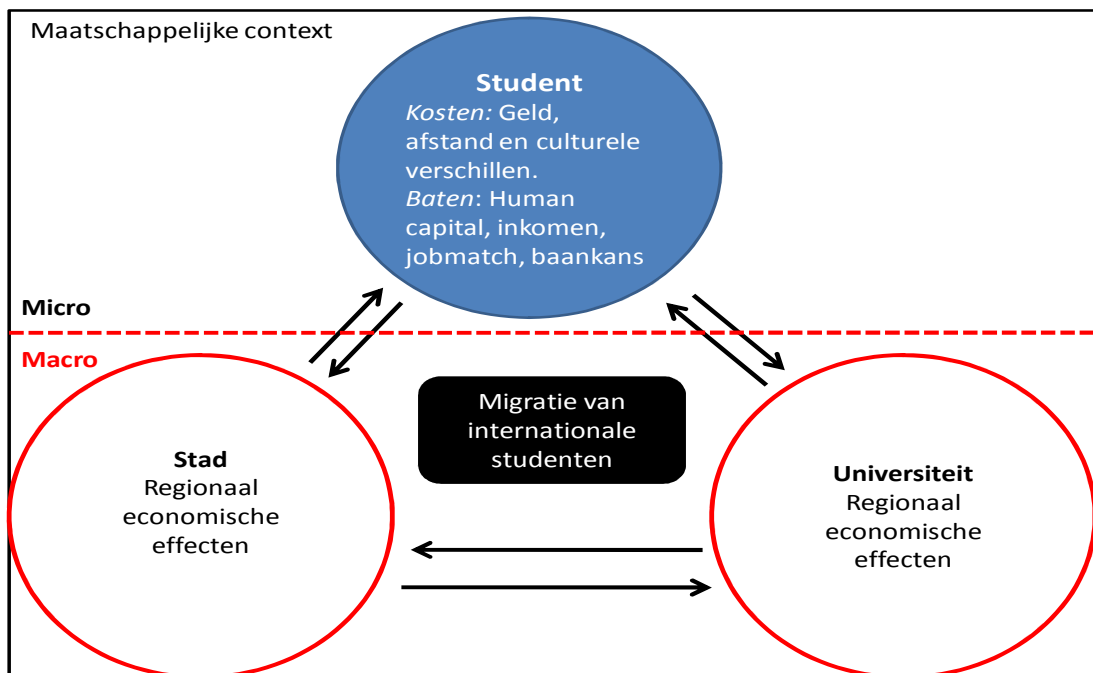 Maatschappelijke context
Student
Kosten: Geld,
afstand en culturele
verschillen.
Baten: Human
capital, inkomen,
jobmatch, baankans
Micro
Macro
Migratie van
internationale
studenten
Stad
Regionaal
economische
effecten
Universiteit
Regionaal
economische
effecten